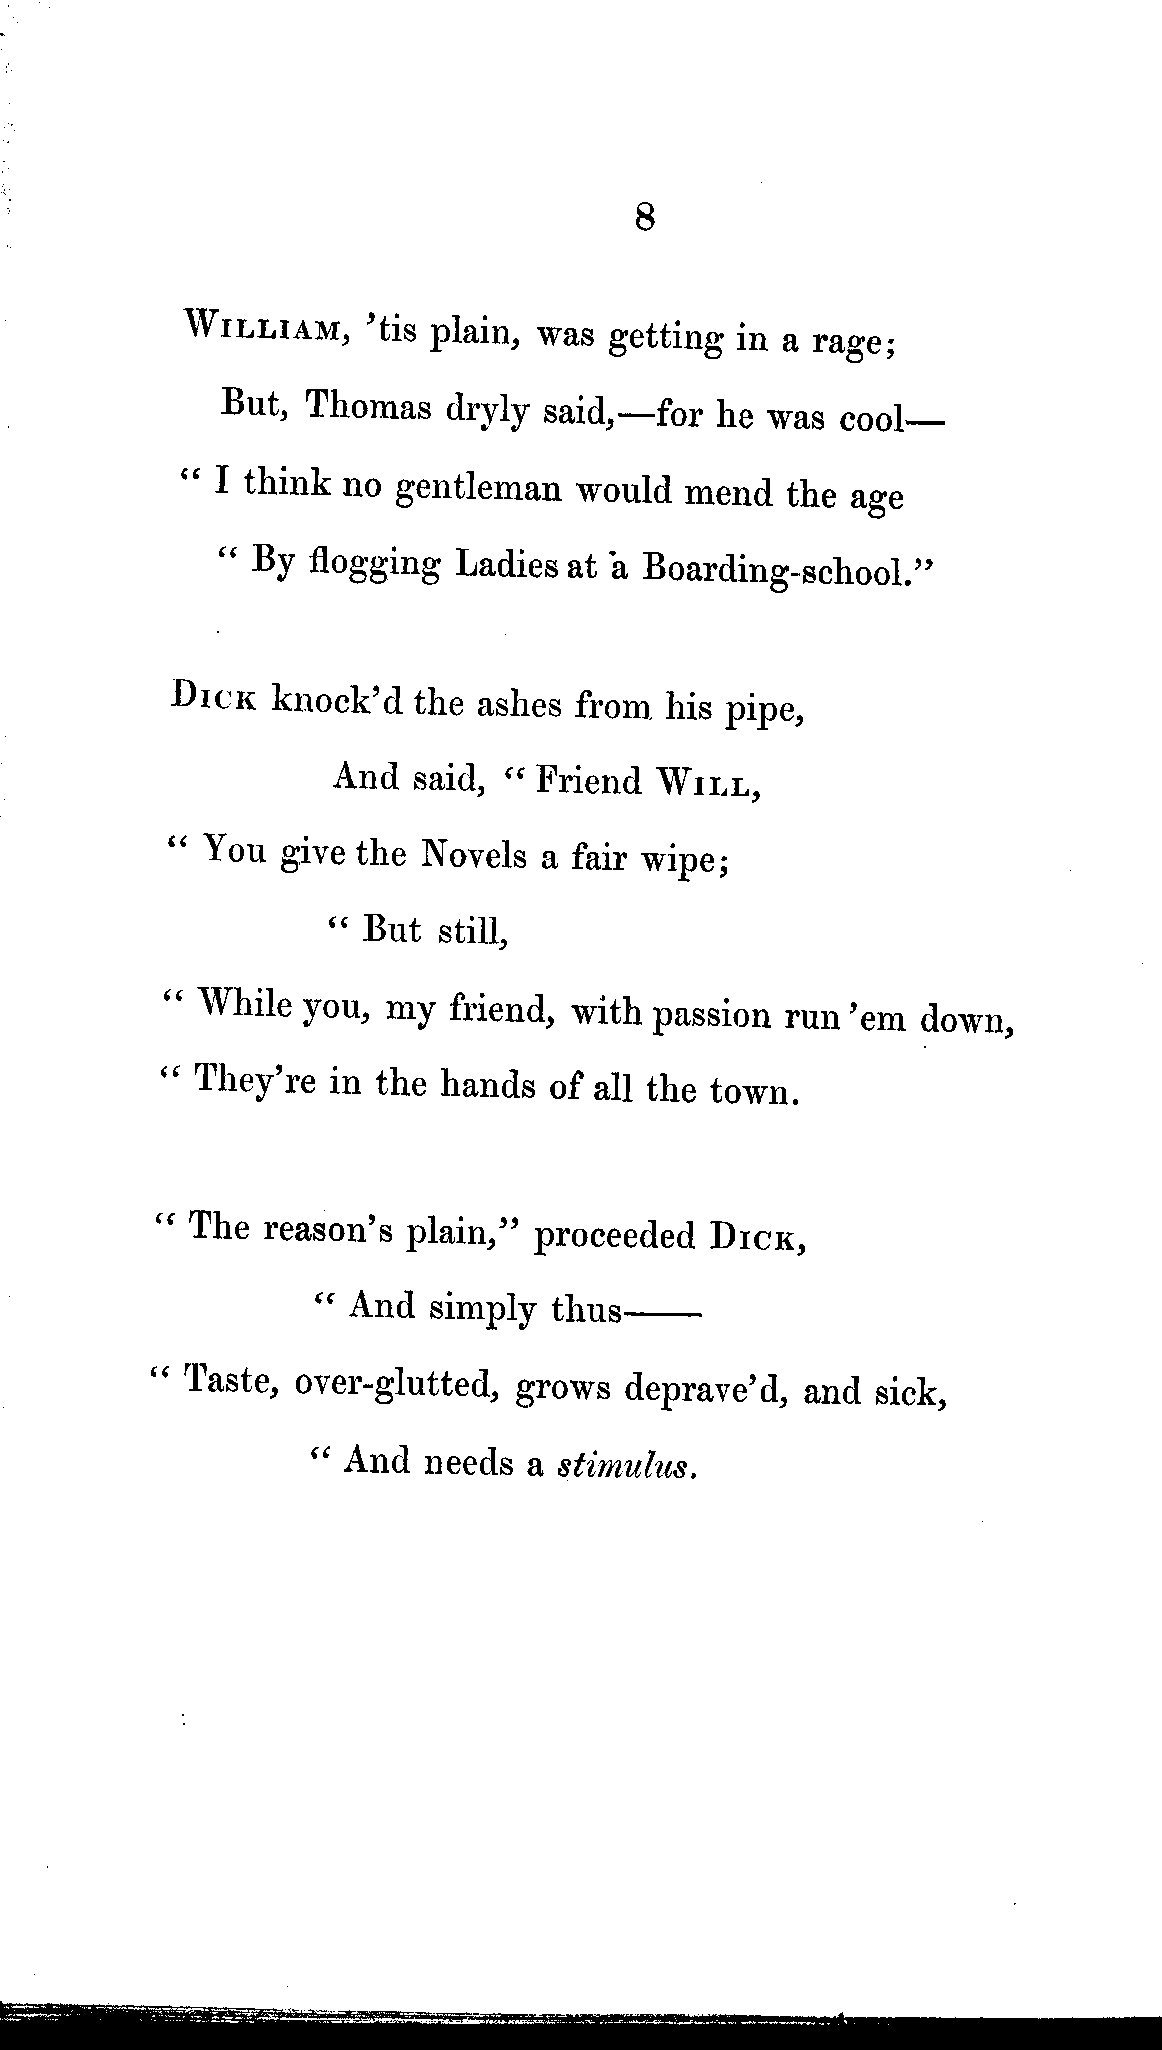 8
WILLIAM, 'tis plain, was getting in a rage;
But, Thomas dryly said,—for he was cool—
“ I think no gentleman would mend the age
“ By flogging Ladies at a Boarding-school.”
DICK knock'd the ashes from his pipe,
And said, “ Friend WILL,
“ You give the Novels a fair wipe;
“ But still,
“ While you, my friend, with passion run 'em down,
“ They're in the hands of all the town.
“ The reason's plain,” proceeded DICK,
“ And simply thus——
“ Taste, over-glutted, grows deprave'd, and sick,
“ And needs a stimulus.